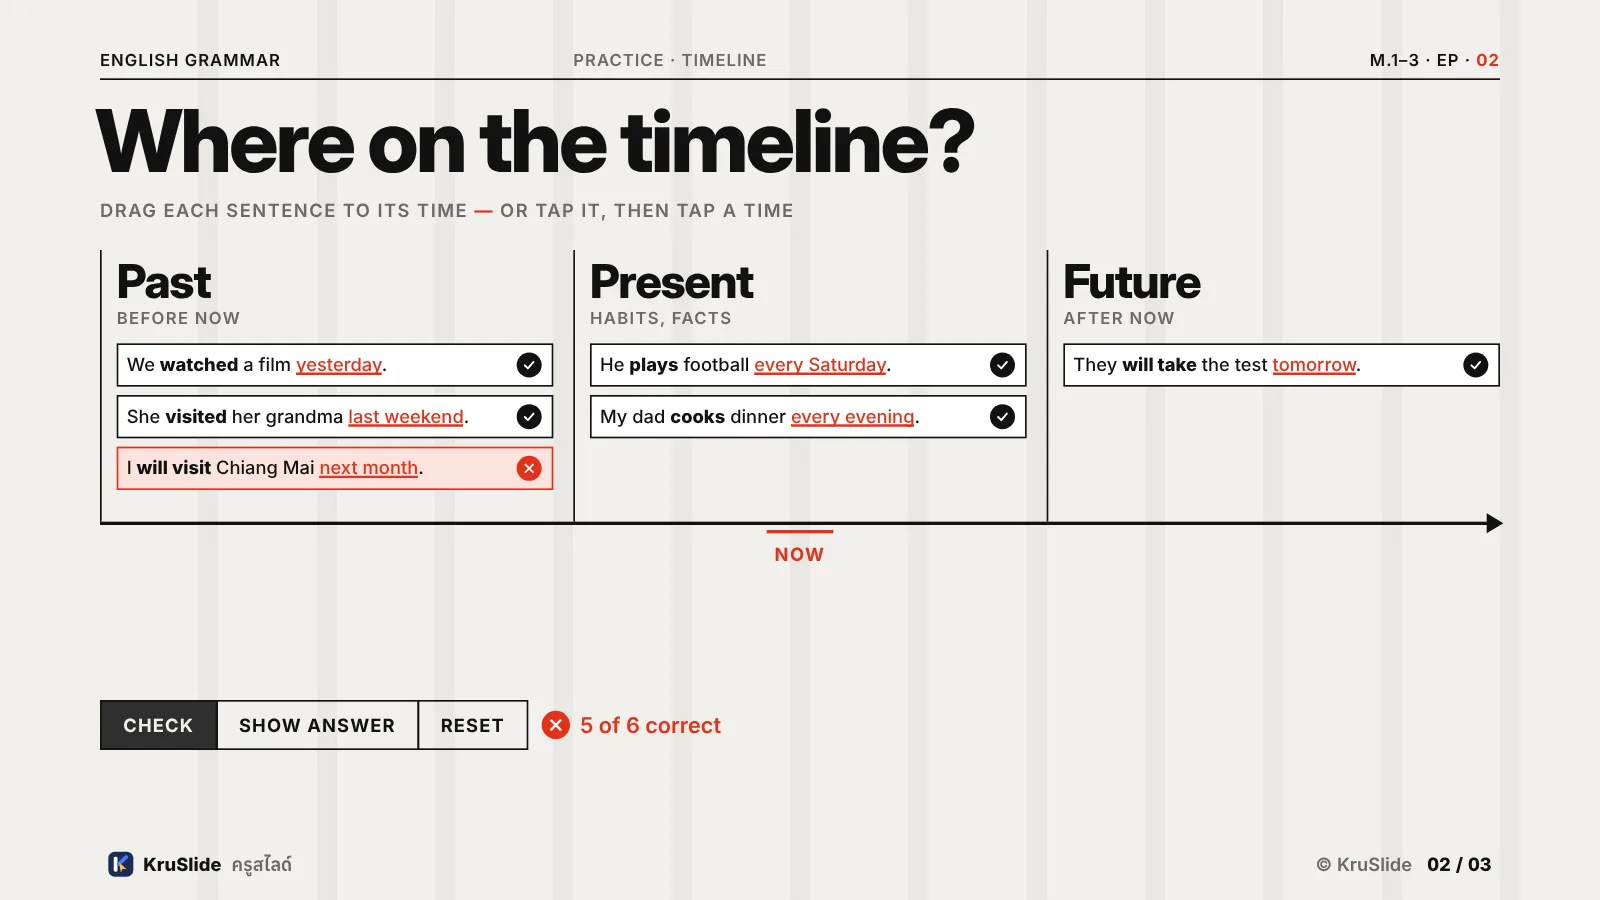 ENGLISH GRAMMAR
PRACTICE · TIMELINE
M.1–3 · EP · 02
Where on the timeline?
DRAG EACH SENTENCE TO ITS TIME — OR TAP IT, THEN TAP A TIME
Past
BEFORE NOW
We watched a film yesterday.
She visited her grandma last weekend.
I will visit Chiang Mai next month.
Present
HABITS, FACTS
He plays football every Saturday.
My dad cooks dinner every evening.
Future
AFTER NOW
They will take the test tomorrow.
NOW
CHECK
SHOW ANSWER
RESET
5 of 6 correct
KruSlide ครูสไลด์
© KruSlide 02 / 03